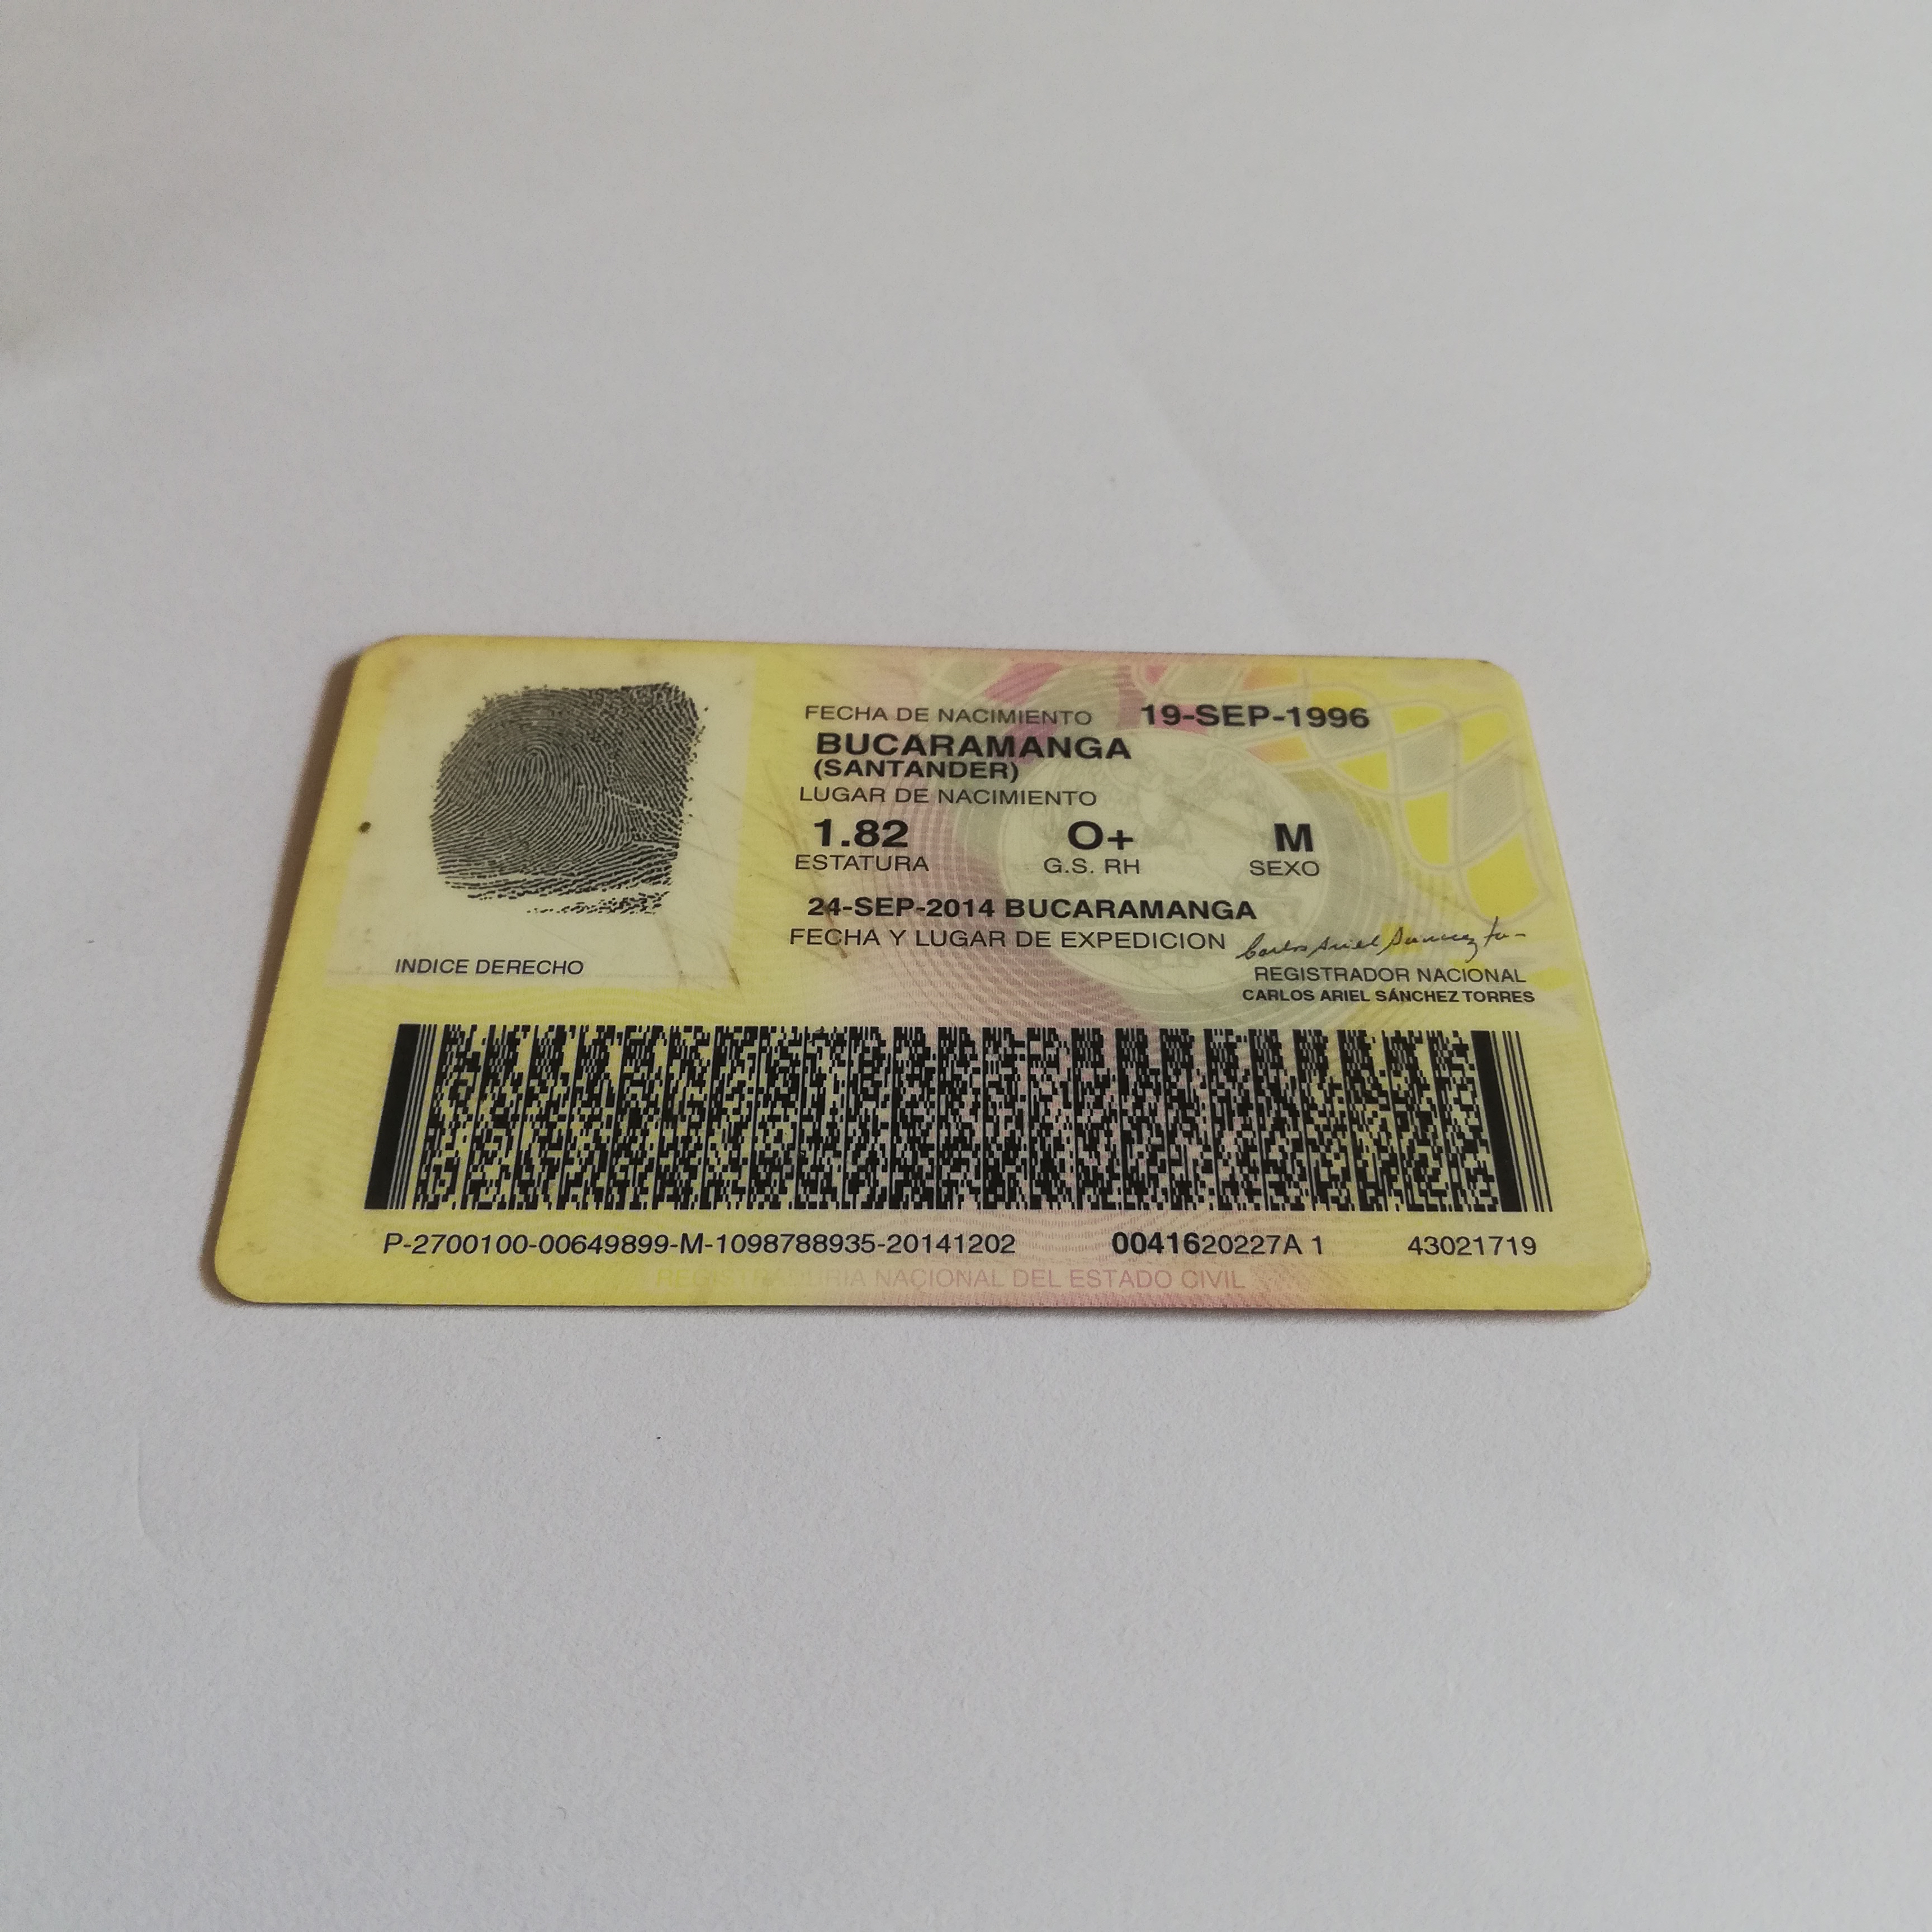 FECHA DE NACIMIENTO 19-SEP-1996
BUCARAMANGA
(SANTANDER)
LUGAR DE NACIMIENTO
1.82 O+ M
ESTATURA G.S. RH SEXO
24-SEP-2014 BUCARAMANGA
FECHA Y LUGAR DE EXPEDICION
Carlos Ariel Sánchez
REGISTRADOR NACIONAL
CARLOS ARIEL SÁNCHEZ TORRES
INDICE DERECHO
P-2700100-00649899-M-1098788935-20141202 0041620227A 1 43021719
REGISTRADURIA NACIONAL DEL ESTADO CIVIL